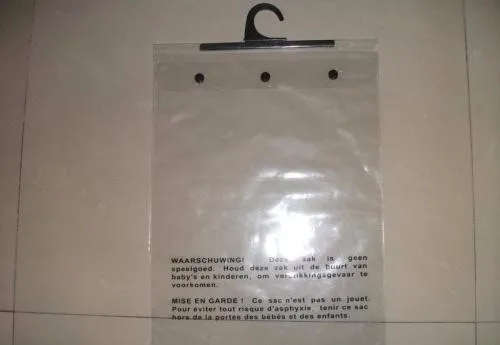 WAARSCHUWING! Deze zak is geen
speelgoed. Houd deze zak uit de buurt van
baby's en kinderen, om verstikkingsgevaar te
voorkomen.
MISE EN GARDE ! Ce sac n'est pas un jouet.
Pour éviter tout risque d'asphyxie, tenir ce sac
hors de la portée des bébés et des enfants.